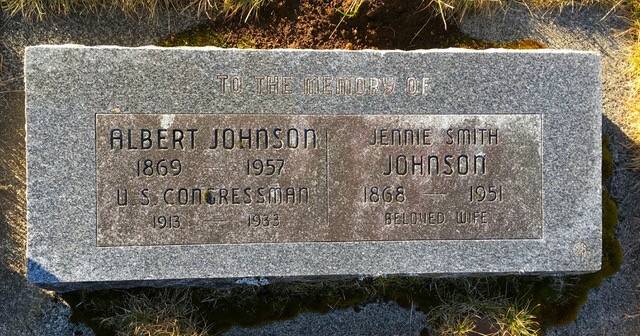 TO THE MEMORY OF
ALBERT JOHNSON
1869 — 1957
U.S. CONGRESSMAN
1913 — 1933
JENNIE SMITH
JOHNSON
1868 — 1951
BELOVED WIFE